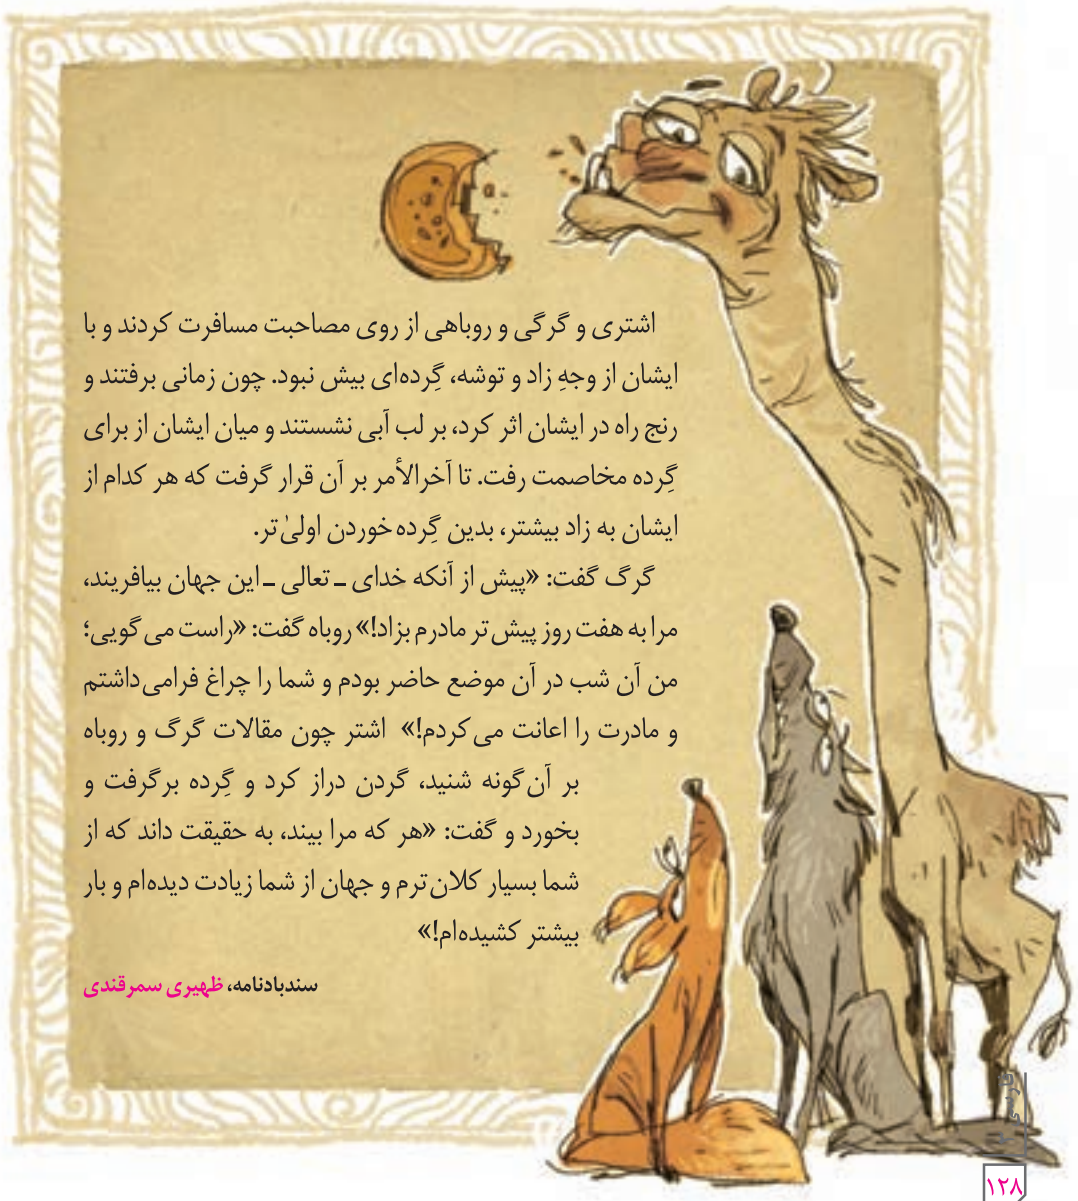 اشتری و گرگی و روباهی از روی مصاحبت مسافرت کردند و با
ایشان از وجهِ زاد و توشه، گِرده‌ای بیش نبود. چون زمانی برفتند و
رنج راه در ایشان اثر کرد، بر لب آبی نشستند و میان ایشان از برای
گِرده مخاصمت رفت. تا آخرالأمر بر آن قرار گرفت که هر کدام از
ایشان به زاد بیشتر، بدین گِرده خوردن اولیٰ‌تر.
گرگ گفت: «پیش از آنکه خدای ـ تعالی ـ این جهان بیافریند،
مرا به هفت روز پیش‌تر مادرم بزاد!» روباه گفت: «راست می‌گویی؛
من آن شب در آن موضع حاضر بودم و شما را چراغ فرامی‌داشتم
و مادرت را اعانت می‌کردم!» اشتر چون مقالات گرگ و روباه
بر آن‌گونه شنید، گردن دراز کرد و گِرده برگرفت و
بخورد و گفت: «هر که مرا بیند، به حقیقت داند که از
شما بسیار کلان‌ترم و جهان از شما زیادت دیده‌ام و بار
بیشتر کشیده‌ام!»
سندبادنامه، ظهیری سمرقندی
۱۲۸